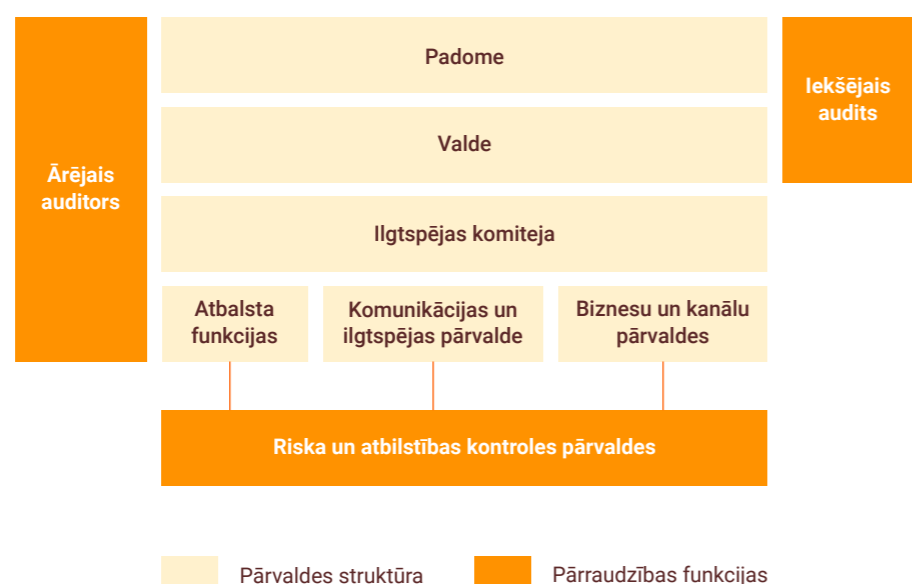 Ārējais
auditors
Padome
Valde
Ilgtspējas komiteja
Iekšējais
audits
Atbalsta
funkcijas
Komunikācijas un
ilgtspējas pārvalde
Biznesu un kanālu
pārvaldes
Riska un atbilstības kontroles pārvaldes
Pārvaldes struktūra
Pārraudzības funkcijas